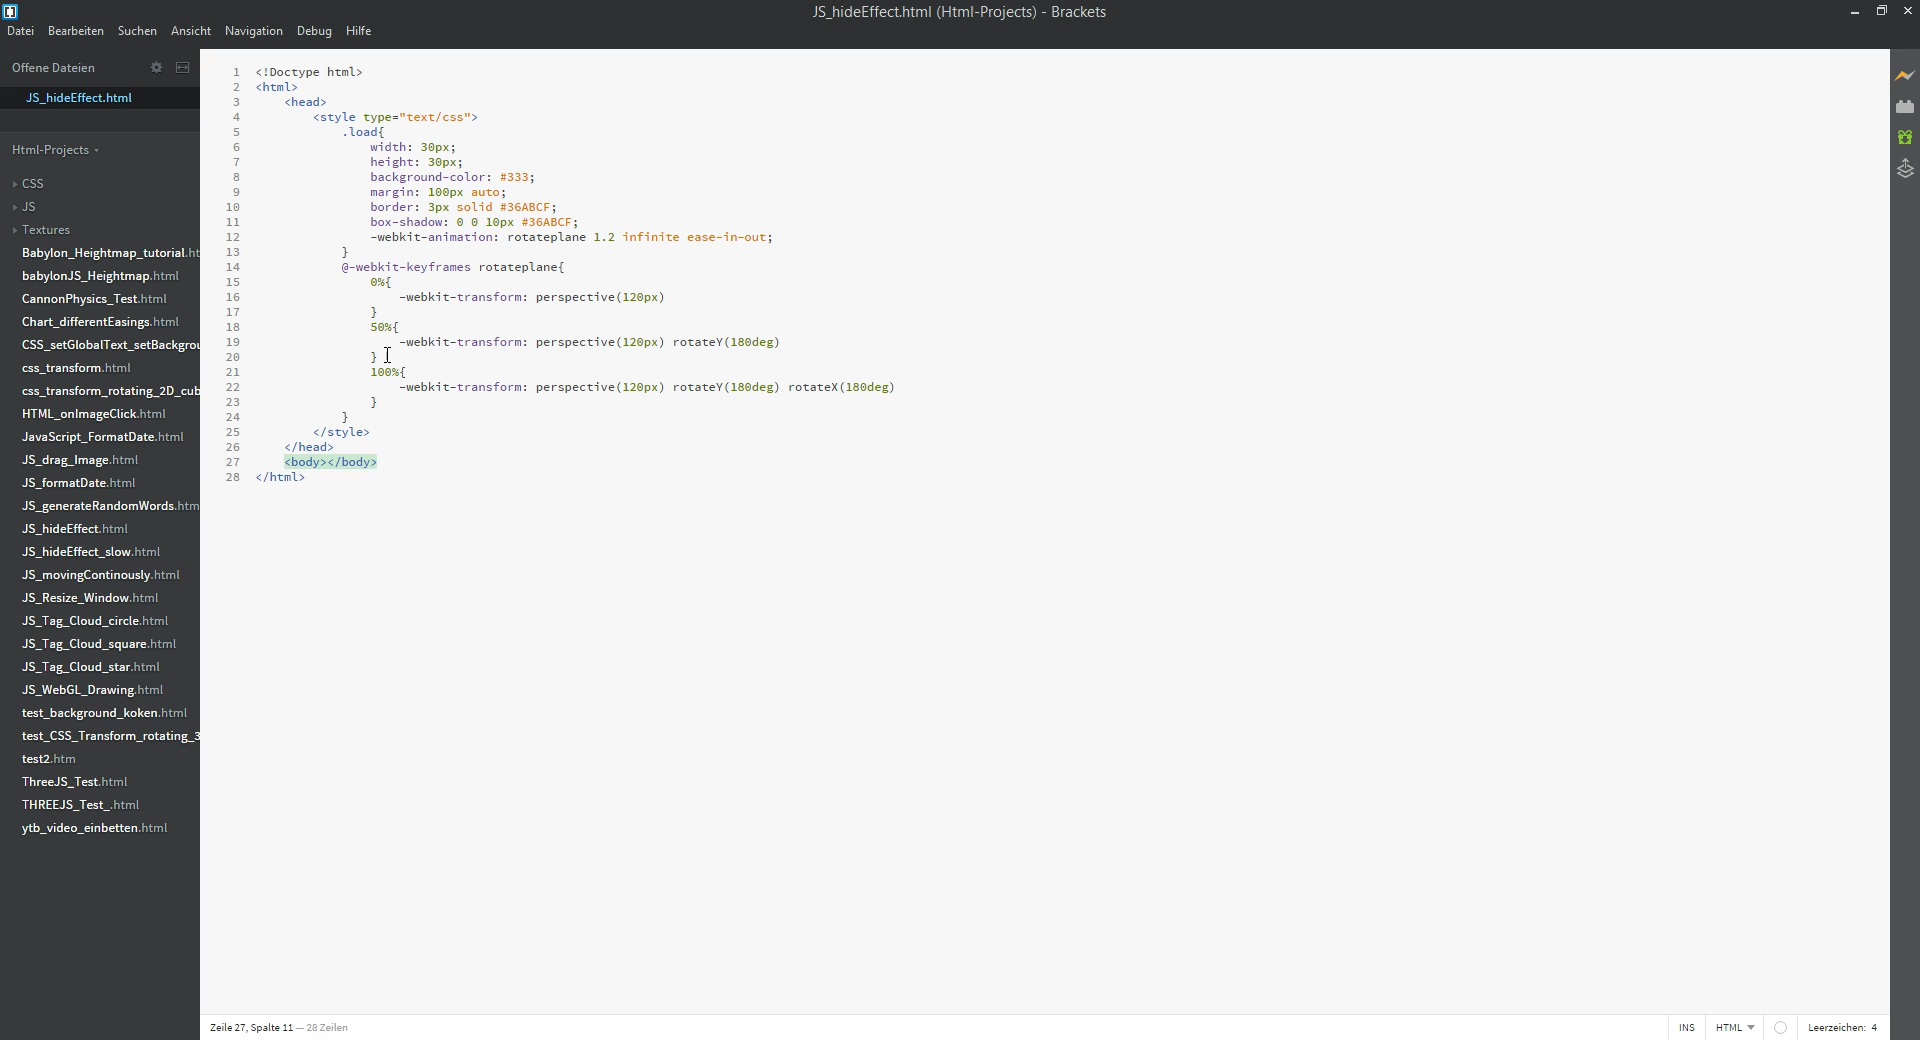 JS_hideEffect.html (Html-Projects) - Brackets
Datei Bearbeiten Suchen Ansicht Navigation Debug Hilfe
Offene Dateien
JS_hideEffect.html
Html-Projects
CSS
JS
Textures
Babylon_Heightmap_tutorial.ht
babylonJS_Heightmap.html
CannonPhysics_Test.html
Chart_differentEasings.html
CSS_setGlobalText_setBackgrou
css_transform.html
css_transform_rotating_2D_cub
HTML_onImageClick.html
JavaScript_FormatDate.html
JS_drag_Image.html
JS_formatDate.html
JS_generateRandomWords.htm
JS_hideEffect.html
JS_hideEffect_slow.html
JS_movingContinously.html
JS_Resize_Window.html
JS_Tag_Cloud_circle.html
JS_Tag_Cloud_square.html
JS_Tag_Cloud_star.html
JS_WebGL_Drawing.html
test_background_koken.html
test_CSS_Transform_rotating_3
test2.htm
ThreeJS_Test.html
THREEJS_Test_.html
ytb_video_einbetten.html
1 <!Doctype html>
2 <html>
3 <head>
4 <style type="text/css">
5 .load{
6 width: 30px;
7 height: 30px;
8 background-color: #333;
9 margin: 100px auto;
10 border: 3px solid #36ABCF;
11 box-shadow: 0 0 10px #36ABCF;
12 -webkit-animation: rotateplane 1.2 infinite ease-in-out;
13 }
14 @-webkit-keyframes rotateplane{
15 0%{
16 -webkit-transform: perspective(120px)
17 }
18 50%{
19 -webkit-transform: perspective(120px) rotateY(180deg)
20 }
21 100%{
22 -webkit-transform: perspective(120px) rotateY(180deg) rotateX(180deg)
23 }
24 }
25 </style>
26 </head>
27 <body></body>
28 </html>
Zeile 27, Spalte 11 — 28 Zeilen
INS HTML Leerzeichen: 4